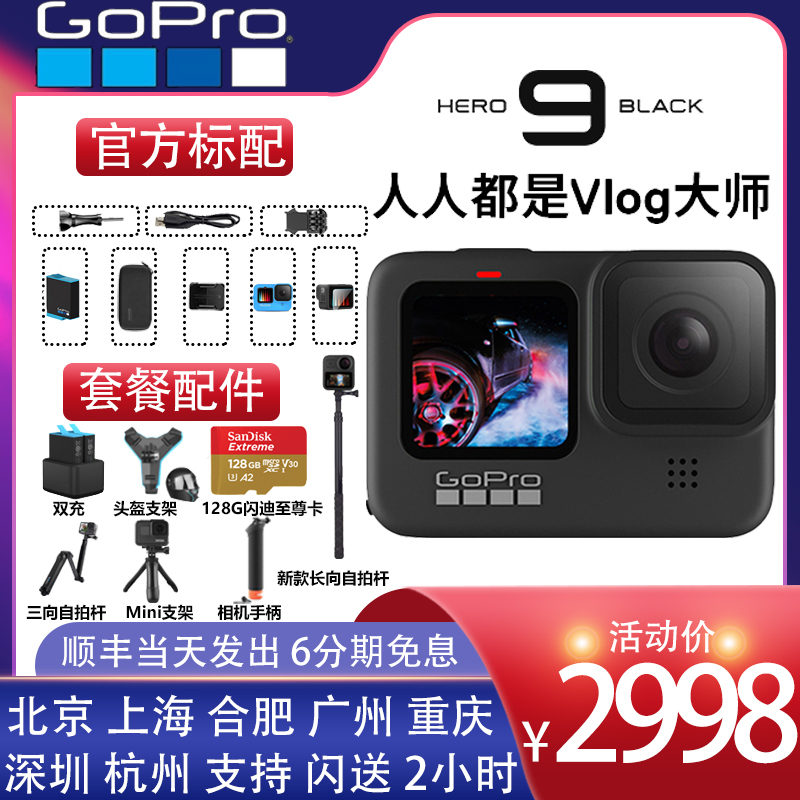 GoPro
HERO 9 BLACK
官方标配
人人都是Vlog大师
套餐配件
SanDisk
Extreme
128GB microSD XC I V30
U3 A2
双充
头盔支架
128G闪迪至尊卡
GoPro
三向自拍杆
Mini支架
相机手柄
新款长向自拍杆
顺丰当天发出 6分期免息
活动价
¥2998
北京 上海 合肥 广州 重庆
深圳 杭州 支持 闪送 2小时